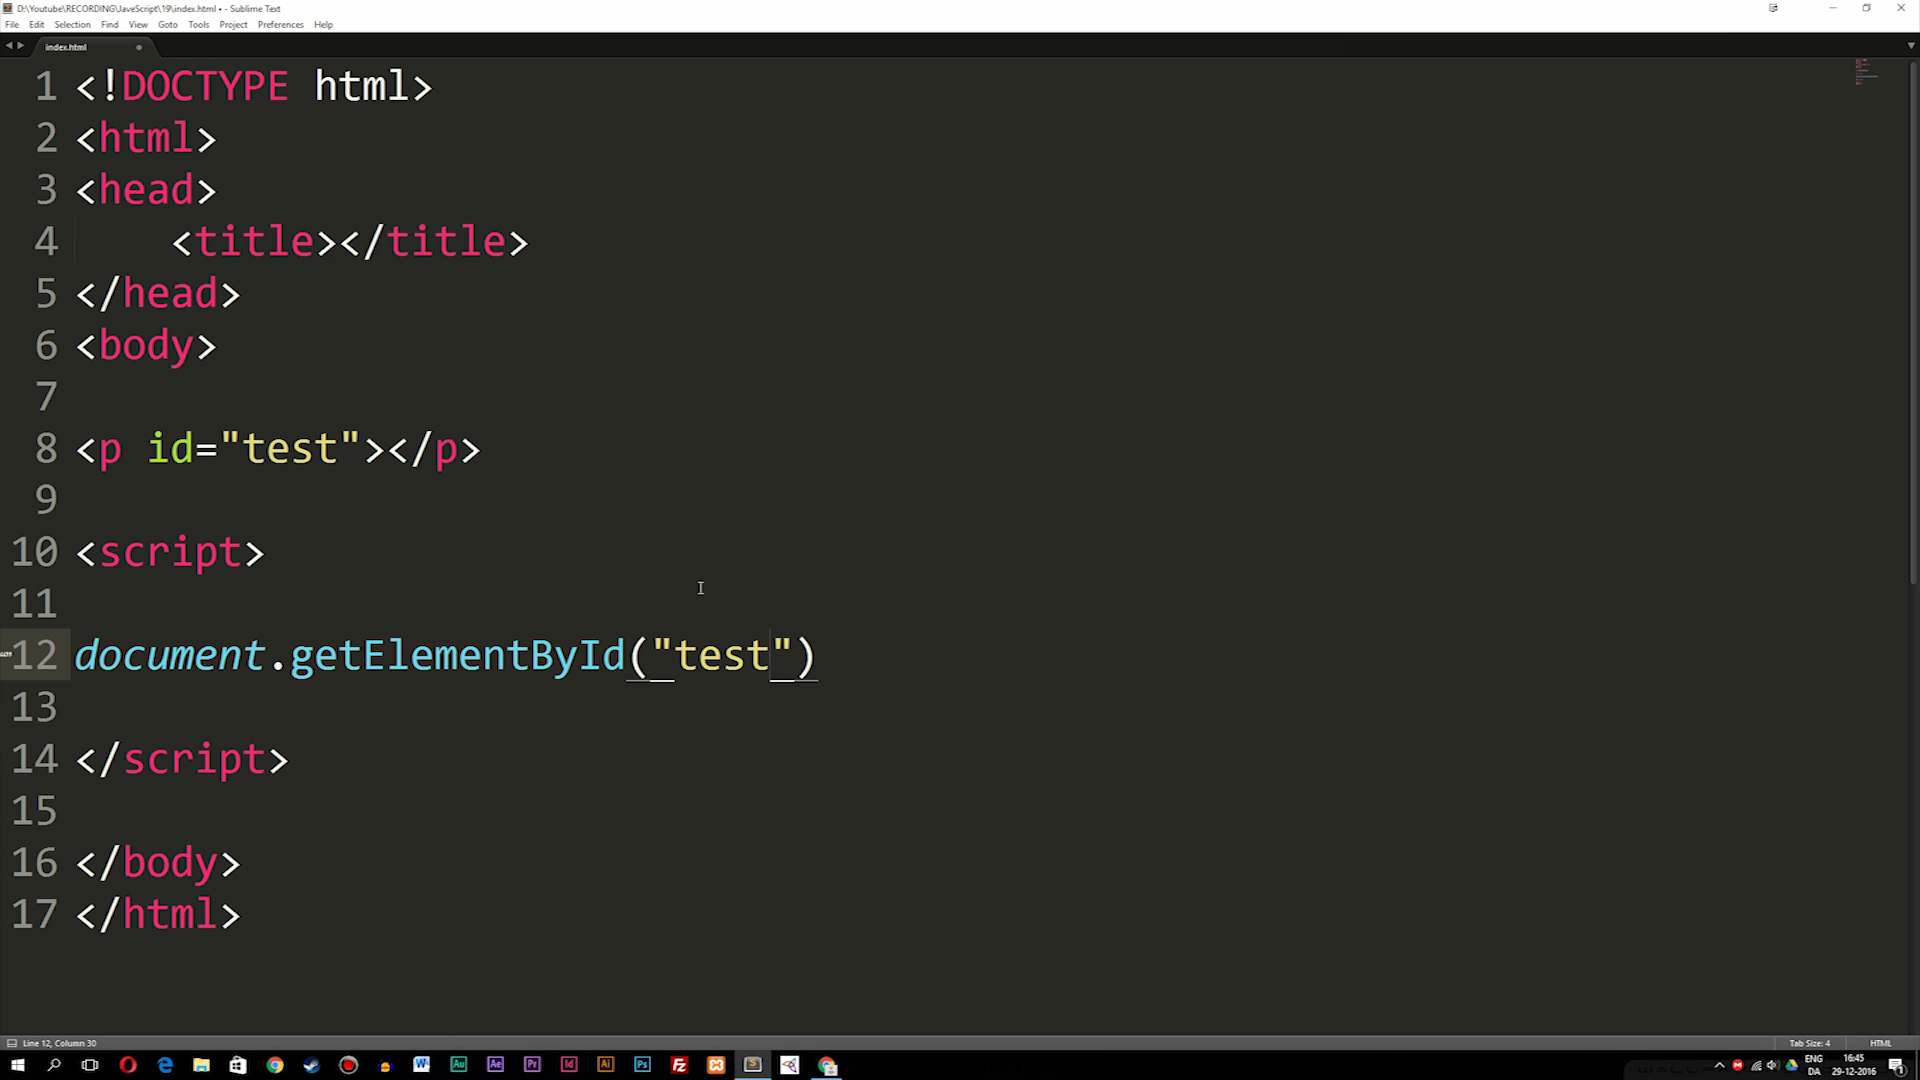 D:\Youtube\RECORDING\JaveScript\19\index.html • - Sublime Text
File Edit Selection Find View Goto Tools Project Preferences Help
index.html
1 <!DOCTYPE html>
2 <html>
3 <head>
4 <title></title>
5 </head>
6 <body>
7
8 <p id="test"></p>
9
10 <script>
11
12 document.getElementById("test")
13
14 </script>
15
16 </body>
17 </html>
Line 12, Column 30 Tab Size: 4 HTML
ENG 16:45
DA 29-12-2016